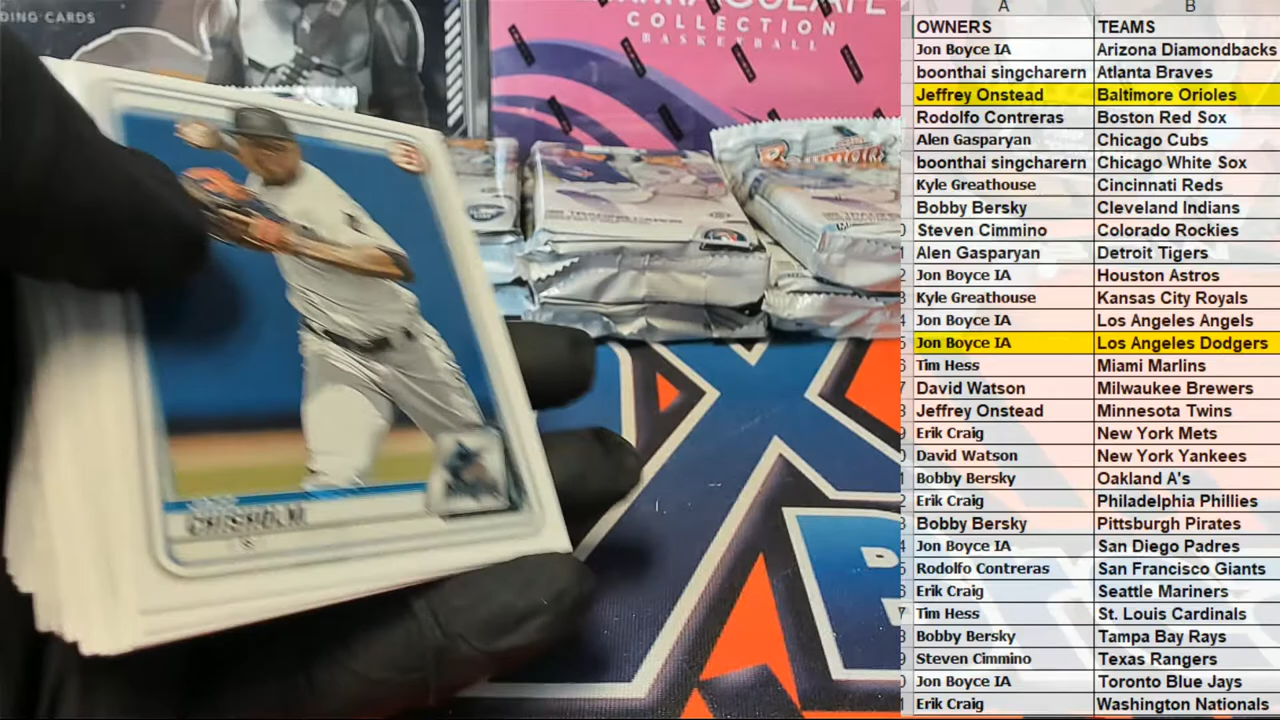 DING CARDS
COLLECTION
BASKETBALL
CHISHOLM
A B
OWNERS TEAMS
Jon Boyce IA Arizona Diamondbacks
boonthai singcharern Atlanta Braves
Jeffrey Onstead Baltimore Orioles
Rodolfo Contreras Boston Red Sox
Alen Gasparyan Chicago Cubs
boonthai singcharern Chicago White Sox
Kyle Greathouse Cincinnati Reds
Bobby Bersky Cleveland Indians
Steven Cimmino Colorado Rockies
Alen Gasparyan Detroit Tigers
Jon Boyce IA Houston Astros
Kyle Greathouse Kansas City Royals
Jon Boyce IA Los Angeles Angels
Jon Boyce IA Los Angeles Dodgers
Tim Hess Miami Marlins
David Watson Milwaukee Brewers
Jeffrey Onstead Minnesota Twins
Erik Craig New York Mets
David Watson New York Yankees
Bobby Bersky Oakland A's
Erik Craig Philadelphia Phillies
Bobby Bersky Pittsburgh Pirates
Jon Boyce IA San Diego Padres
Rodolfo Contreras San Francisco Giants
Erik Craig Seattle Mariners
Tim Hess St. Louis Cardinals
Bobby Bersky Tampa Bay Rays
Steven Cimmino Texas Rangers
Jon Boyce IA Toronto Blue Jays
Erik Craig Washington Nationals